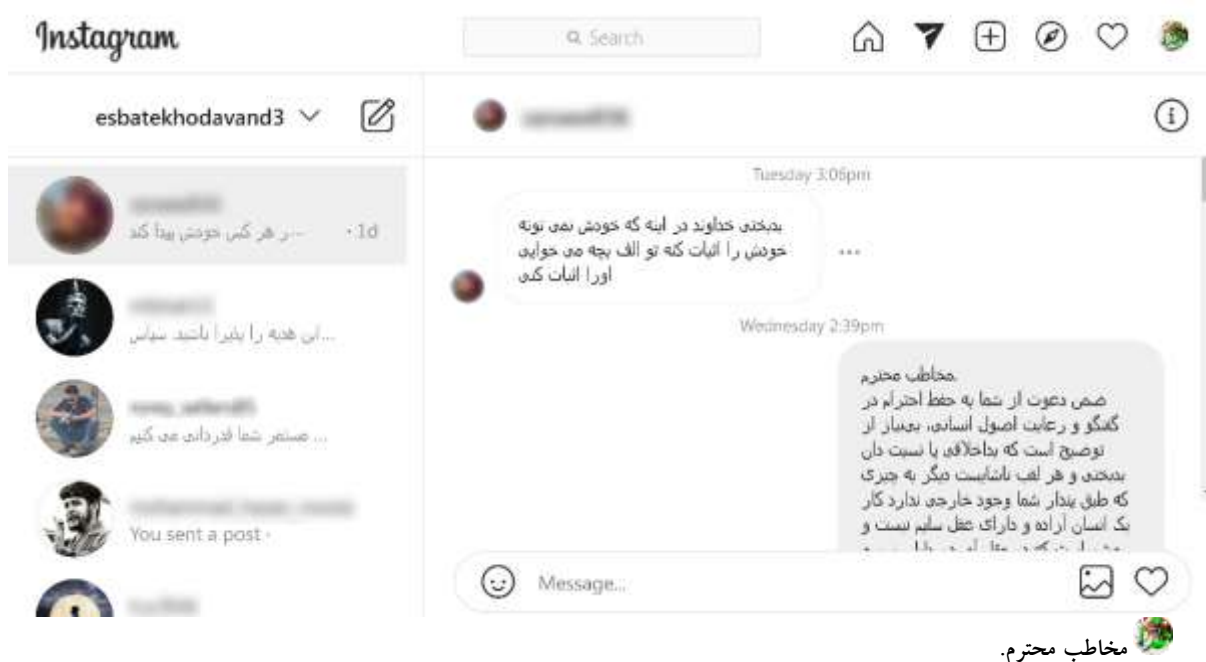 Instagram
Search
esbatekhodavand3
...ر هر کس خودش پیدا کند · 1d
...این هدیه را پذیرا باشید. سپاس
... مستمر شما قدردانی می کنیم
You sent a post ·
Tuesday 3:06pm
بدبختی خداوند در اینه که خودش نمی تونه
خودش را اثبات کنه تو الف بچه می خوایی
اورا اثبات کنی
Wednesday 2:39pm
مخاطب محترم.
ضمن دعوت از شما به حفظ احترام در
گفتگو و رعایت اصول انسانی، بی‌نیاز از
توضیح است که بداخلاقی یا نسبت دان
بدبختی و هر لقب ناشایست دیگر به چیزی
که طبق پندار شما وجود خارجی ندارد کار
یک انسان آزاده و دارای عقل سلیم نیست و
Message...
مخاطب محترم.